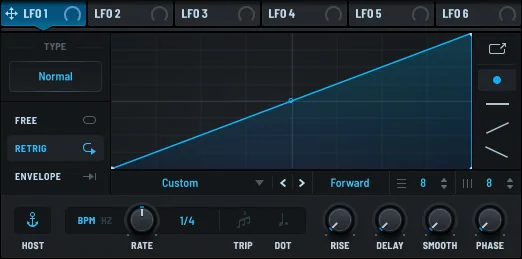 LFO 1 LFO 2 LFO 3 LFO 4 LFO 5 LFO 6
TYPE
Normal
FREE
RETRIG
ENVELOPE
Custom Forward 8 8
BPM HZ 1/4
HOST RATE TRIP DOT RISE DELAY SMOOTH PHASE